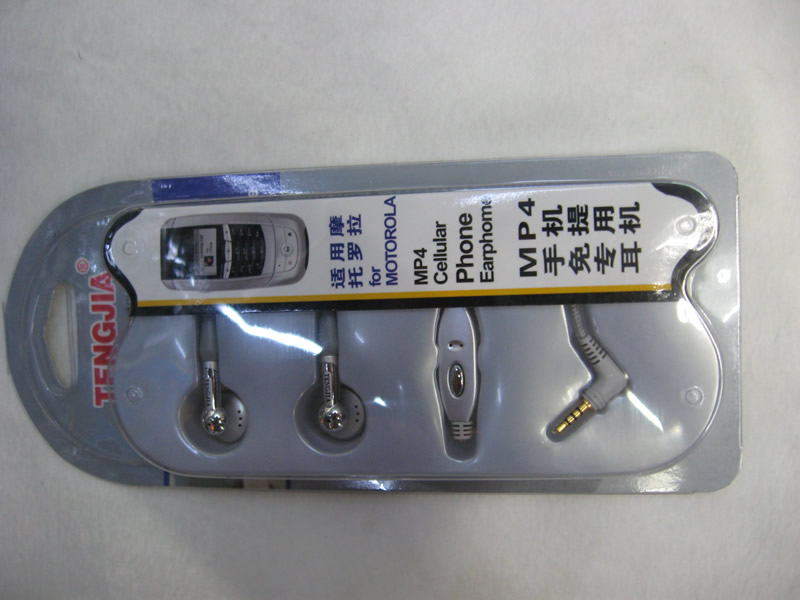 TENGJIA®
适用摩
托罗拉
for
MOTOROLA
MP4
Cellular
Phone
Earphome
MP4
手机
免提
专用
耳机